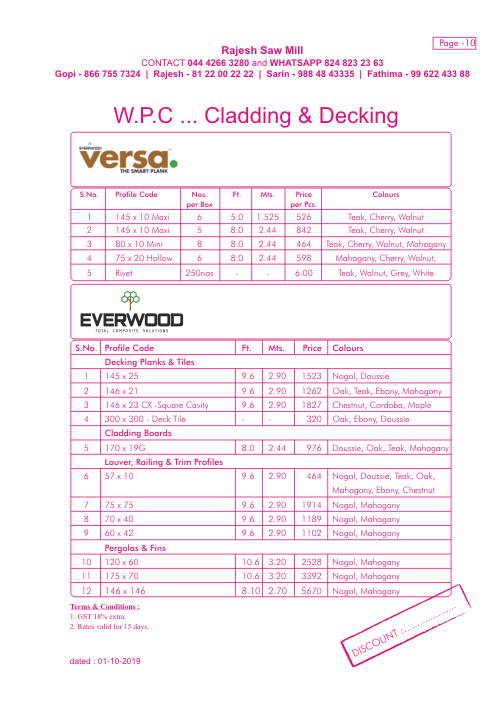 Page -10
Rajesh Saw Mill
CONTACT 044 4266 3280 and WHATSAPP 824 823 23 63
Gopi - 866 755 7324 | Rajesh - 81 22 00 22 22 | Sarin - 988 48 43335 | Fathima - 99 622 433 88
W.P.C ... Cladding & Decking
EVERWOOD
versa
THE SMART PLANK
S.No. Profile Code Nos. per Box Ft. Mts. Price per Pcs. Colours
1 145 x 10 Maxi 6 5.0 1.525 526 Teak, Cherry, Walnut
2 145 x 10 Maxi 5 8.0 2.44 842 Teak, Cherry, Walnut
3 80 x 10 Mini 8 8.0 2.44 464 Teak, Cherry, Walnut, Mahogany
4 75 x 20 Hollow 6 8.0 2.44 598 Mahogany, Cherry, Walnut,
5 Rivet 250nos - - 6.00 Teak, Walnut, Grey, White
EVERWOOD
TOTAL COMPOSITE SOLUTIONS
S.No. Profile Code Ft. Mts. Price Colours
Decking Planks & Tiles
1 145 x 25 9.6 2.90 1523 Nogal, Doussie
2 146 x 21 9.6 2.90 1262 Oak, Teak, Ebony, Mahogany
3 146 x 23 CX -Square Cavity 9.6 2.90 1827 Chestnut, Cordoba, Maple
4 300 x 300 - Deck Tile - - 320 Oak, Ebony, Doussie
Cladding Boards
5 170 x 19G 8.0 2.44 976 Doussie, Oak, Teak, Mahogany
Louver, Railing & Trim Profiles
6 57 x 10 9.6 2.90 464 Nogal, Doussie, Teak, Oak,
Mahogany, Ebony, Chestnut
7 75 x 75 9.6 2.90 1914 Nogal, Mahogany
8 70 x 40 9.6 2.90 1189 Nogal, Mahogany
9 60 x 42 9.6 2.90 1102 Nogal, Mahogany
Pergolas & Fins
10 120 x 60 10.6 3.20 2528 Nogal, Mahogany
11 175 x 70 10.6 3.20 3392 Nogal, Mahogany
12 146 x 146 8.10 2.70 5670 Nogal, Mahogany
Terms & Conditions :
1. GST 18% extra.
2. Rates valid for 15 days.
DISCOUNT :....................
dated : 01-10-2019